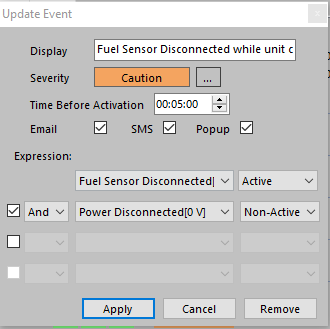 Update Event
Display Fuel Sensor Disconnected while unit c
Severity Caution ...
Time Before Activation 00:05:00
Email SMS Popup
Expression:
Fuel Sensor Disconnected[ Active
And Power Disconnected[0 V] Non-Active
Apply Cancel Remove